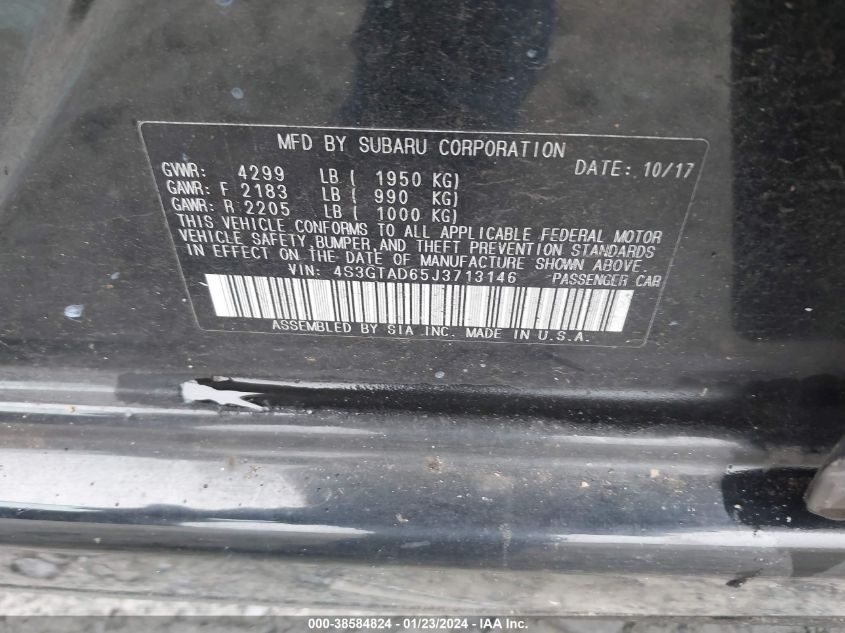 MFD BY SUBARU CORPORATION
DATE: 10/17
GVWR: 4299 LB ( 1950 KG)
GAWR: F 2183 LB ( 990 KG)
GAWR: R 2205 LB ( 1000 KG)
THIS VEHICLE CONFORMS TO ALL APPLICABLE FEDERAL MOTOR
VEHICLE SAFETY, BUMPER, AND THEFT PREVENTION STANDARDS
IN EFFECT ON THE DATE OF MANUFACTURE SHOWN ABOVE.
VIN: 4S3GTAD65J3713146 PASSENGER CAR
ASSEMBLED BY SIA INC. MADE IN U.S.A.
000-38584824 - 01/23/2024 - IAA Inc.